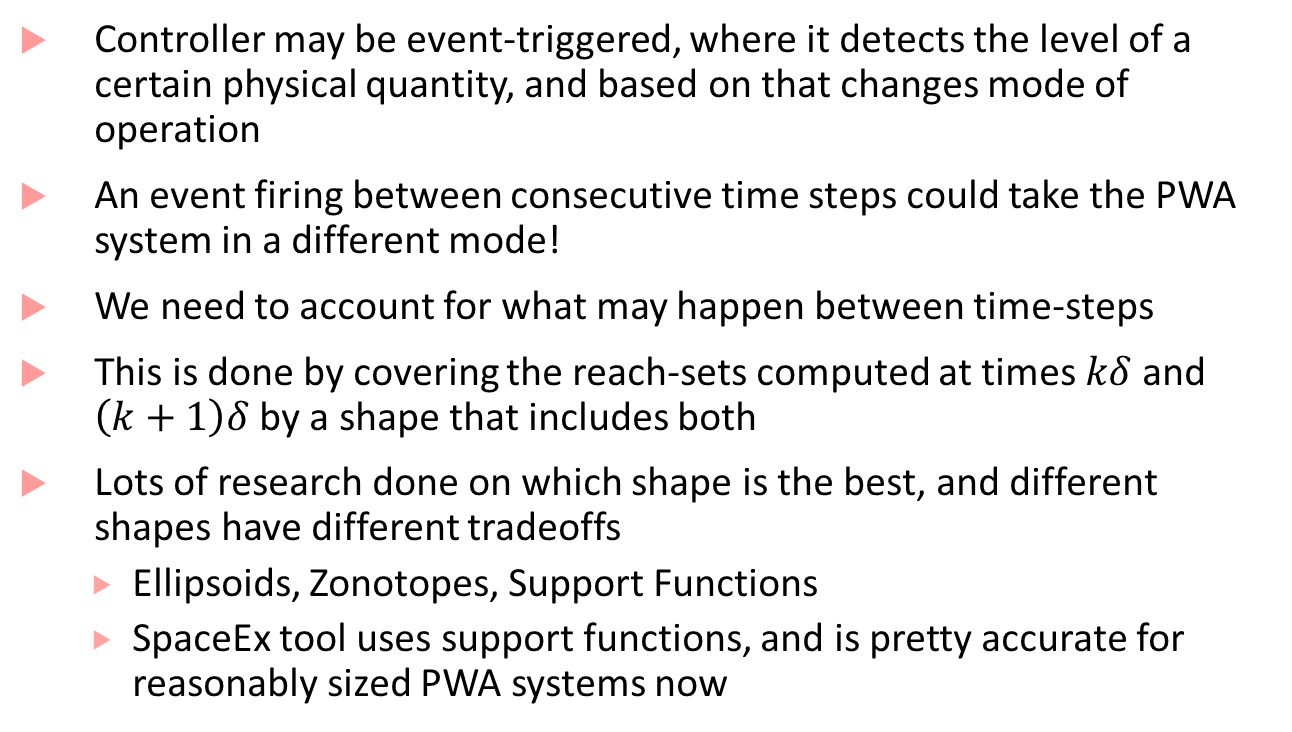 Controller may be event-triggered, where it detects the level of a
certain physical quantity, and based on that changes mode of
operation
An event firing between consecutive time steps could take the PWA
system in a different mode!
We need to account for what may happen between time-steps
This is done by covering the reach-sets computed at times 𝑘𝛿 and
(𝑘 + 1)𝛿 by a shape that includes both
Lots of research done on which shape is the best, and different
shapes have different tradeoffs
Ellipsoids, Zonotopes, Support Functions
SpaceEx tool uses support functions, and is pretty accurate for
reasonably sized PWA systems now